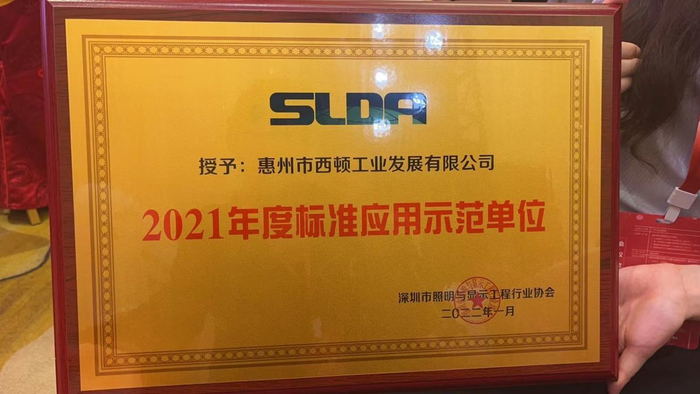 SLDA
授予：惠州市西顿工业发展有限公司
2021年度标准应用示范单位
深圳市照明与显示工程行业协会
二〇二二年一月